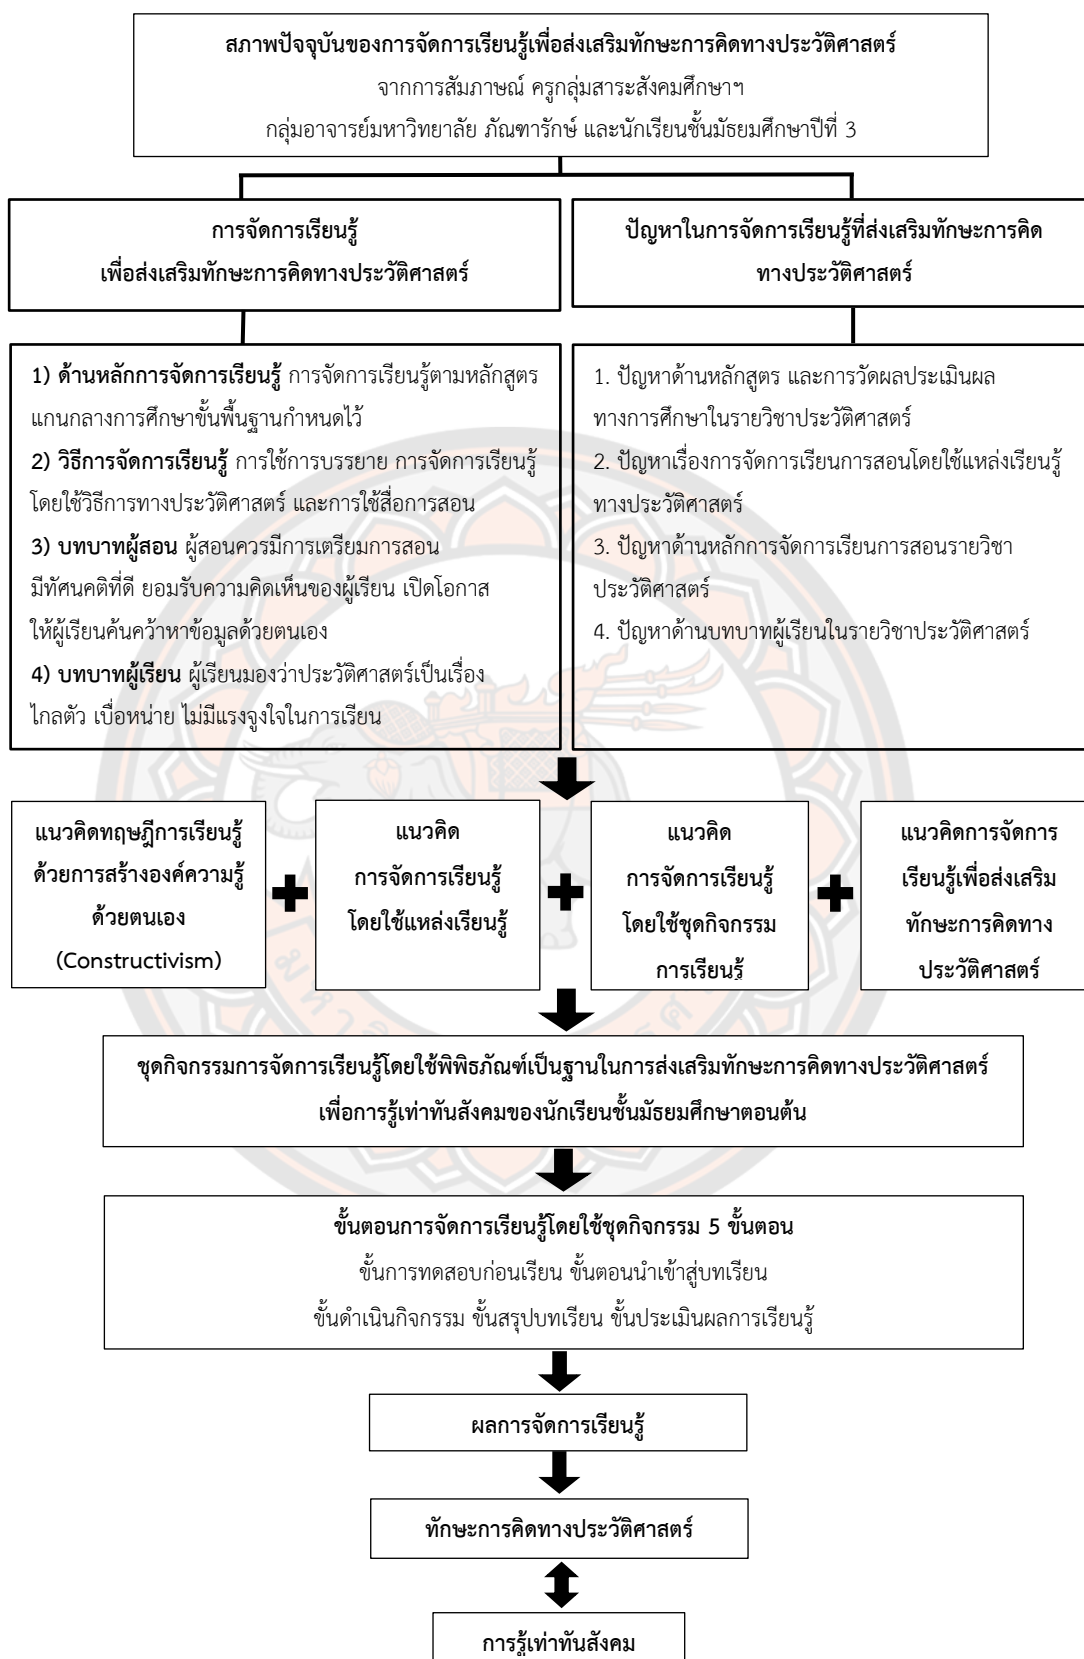 สภาพปัจจุบันของการจัดการเรียนรู้เพื่อส่งเสริมทักษะการคิดทางประวัติศาสตร์
จากการสัมภาษณ์ ครูกลุ่มสาระสังคมศึกษาฯ
กลุ่มอาจารย์มหาวิทยาลัย ภัณฑารักษ์ และนักเรียนชั้นมัธยมศึกษาปีที่ 3
การจัดการเรียนรู้
เพื่อส่งเสริมทักษะการคิดทางประวัติศาสตร์
ปัญหาในการจัดการเรียนรู้ที่ส่งเสริมทักษะการคิด
ทางประวัติศาสตร์
1) ด้านหลักการจัดการเรียนรู้ การจัดการเรียนรู้ตามหลักสูตร
แกนกลางการศึกษาขั้นพื้นฐานกำหนดไว้
2) วิธีการจัดการเรียนรู้ การใช้การบรรยาย การจัดการเรียนรู้
โดยใช้วิธีการทางประวัติศาสตร์ และการใช้สื่อการสอน
3) บทบาทผู้สอน ผู้สอนควรมีการเตรียมการสอน
มีทัศนคติที่ดี ยอมรับความคิดเห็นของผู้เรียน เปิดโอกาส
ให้ผู้เรียนค้นคว้าหาข้อมูลด้วยตนเอง
4) บทบาทผู้เรียน ผู้เรียนมองว่าประวัติศาสตร์เป็นเรื่อง
ไกลตัว เบื่อหน่าย ไม่มีแรงจูงใจในการเรียน
1. ปัญหาด้านหลักสูตร และการวัดผลประเมินผล
ทางการศึกษาในรายวิชาประวัติศาสตร์
2. ปัญหาเรื่องการจัดการเรียนการสอนโดยใช้แหล่งเรียนรู้
ทางประวัติศาสตร์
3. ปัญหาด้านหลักการจัดการเรียนการสอนรายวิชา
ประวัติศาสตร์
4. ปัญหาด้านบทบาทผู้เรียนในรายวิชาประวัติศาสตร์
แนวคิดทฤษฎีการเรียนรู้
ด้วยการสร้างองค์ความรู้
ด้วยตนเอง
(Constructivism)
แนวคิด
การจัดการเรียนรู้
โดยใช้แหล่งเรียนรู้
แนวคิด
การจัดการเรียนรู้
โดยใช้ชุดกิจกรรม
การเรียนรู้
แนวคิดการจัดการ
เรียนรู้เพื่อส่งเสริม
ทักษะการคิดทาง
ประวัติศาสตร์
ชุดกิจกรรมการจัดการเรียนรู้โดยใช้พิพิธภัณฑ์เป็นฐานในการส่งเสริมทักษะการคิดทางประวัติศาสตร์
เพื่อการรู้เท่าทันสังคมของนักเรียนชั้นมัธยมศึกษาตอนต้น
ขั้นตอนการจัดการเรียนรู้โดยใช้ชุดกิจกรรม 5 ขั้นตอน
ขั้นการทดสอบก่อนเรียน ขั้นตอนนำเข้าสู่บทเรียน
ขั้นดำเนินกิจกรรม ขั้นสรุปบทเรียน ขั้นประเมินผลการเรียนรู้
ผลการจัดการเรียนรู้
ทักษะการคิดทางประวัติศาสตร์
การรู้เท่าทันสังคม